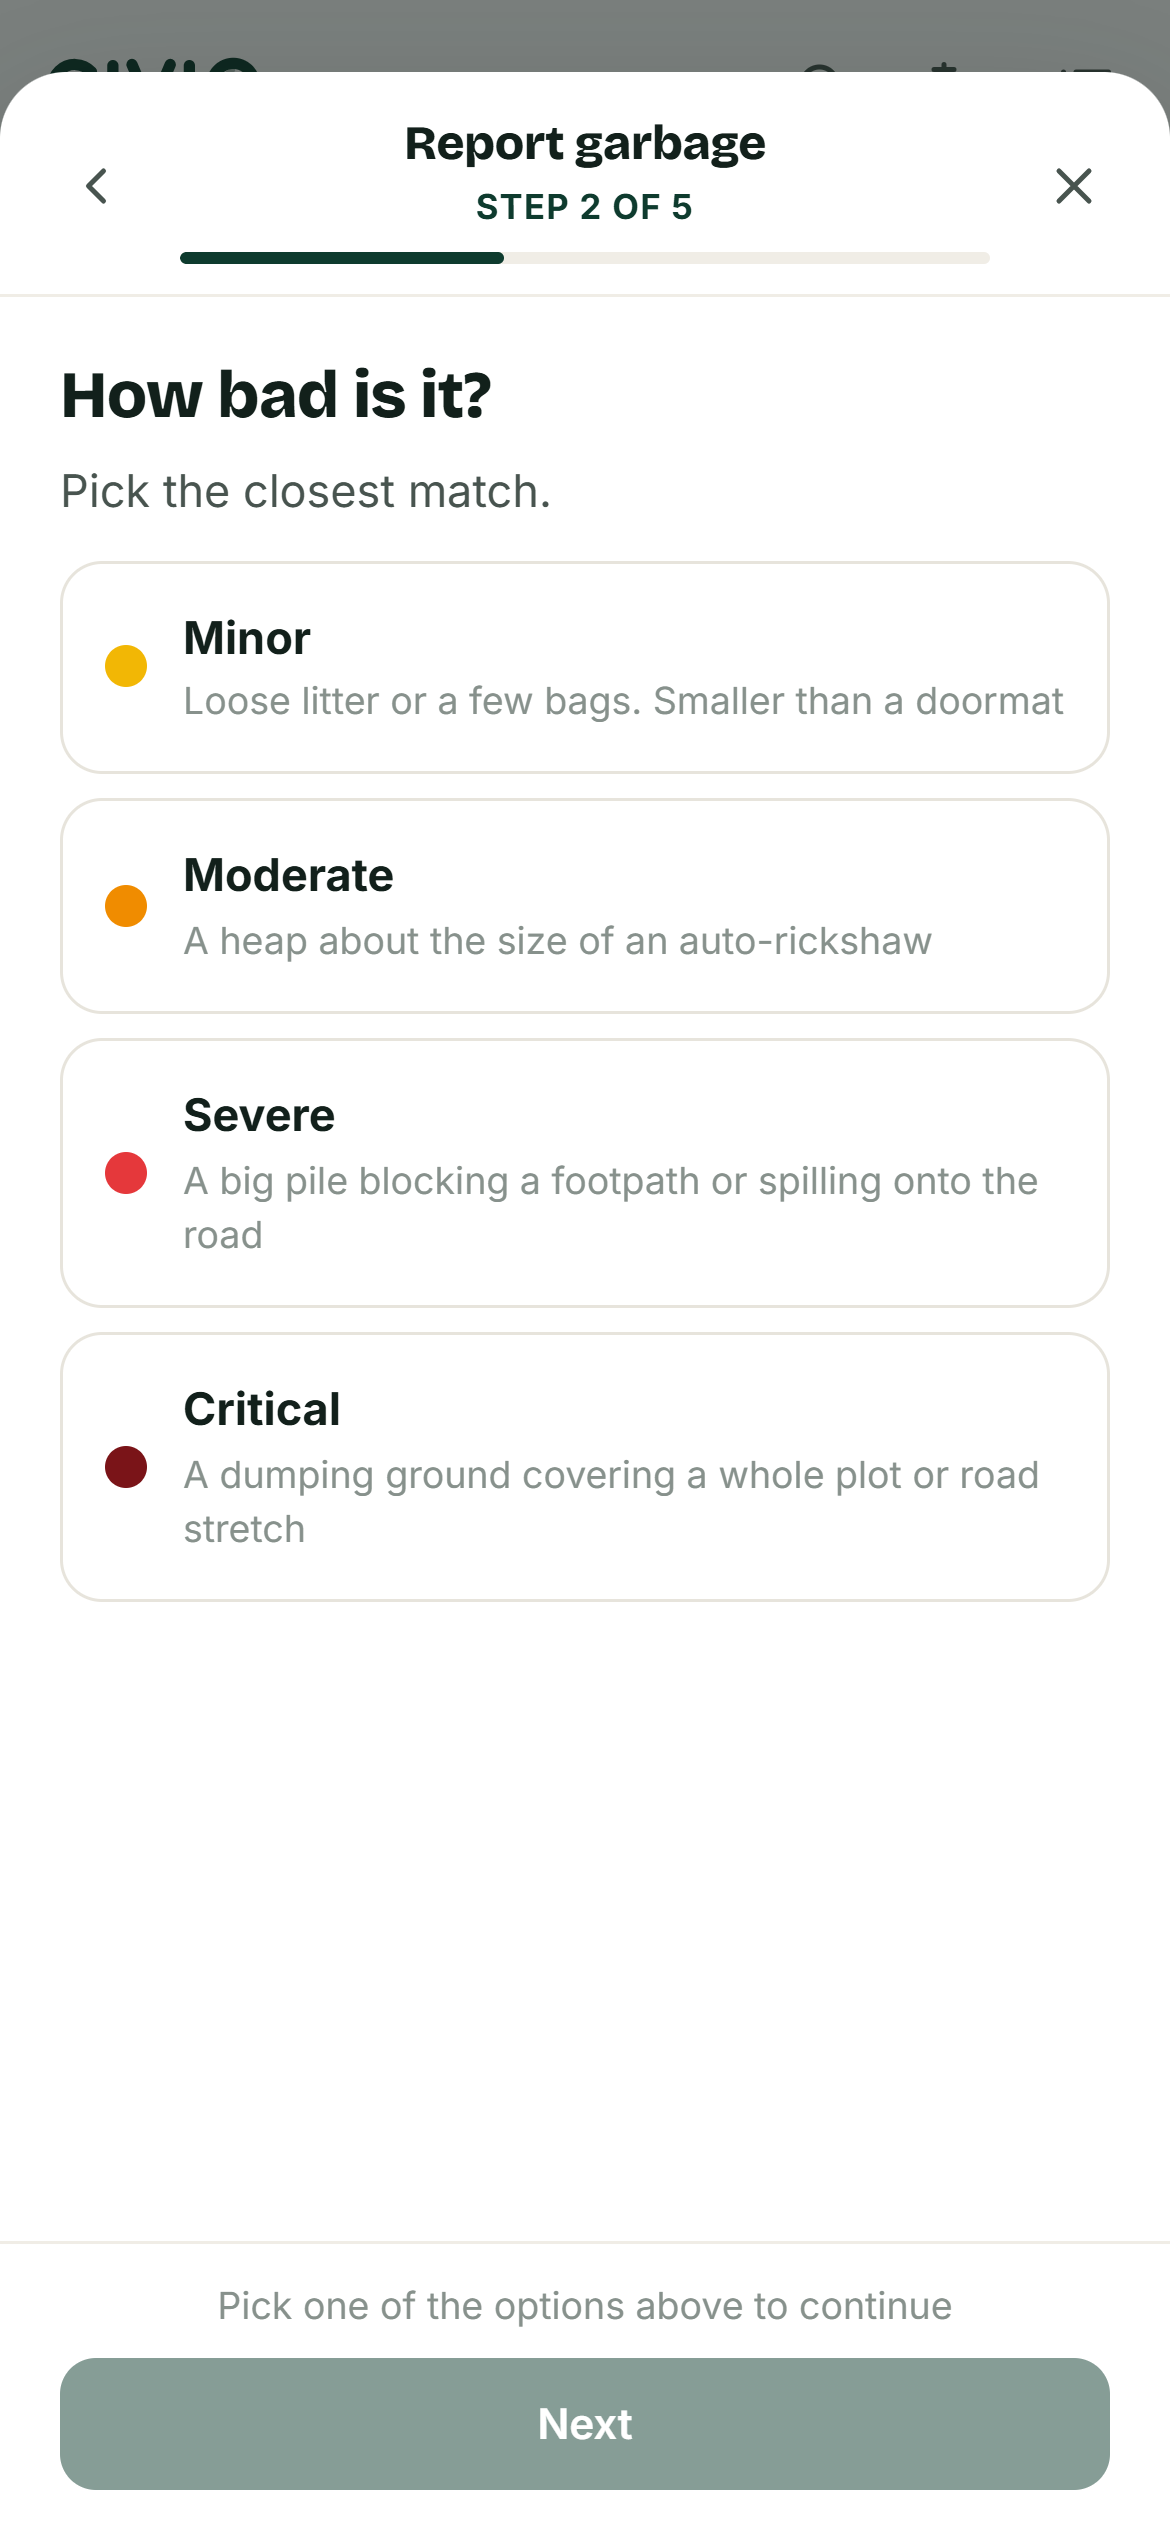 Report garbage
STEP 2 OF 5
How bad is it?
Pick the closest match.
Minor
Loose litter or a few bags. Smaller than a doormat
Moderate
A heap about the size of an auto-rickshaw
Severe
A big pile blocking a footpath or spilling onto the
road
Critical
A dumping ground covering a whole plot or road
stretch
Pick one of the options above to continue
Next